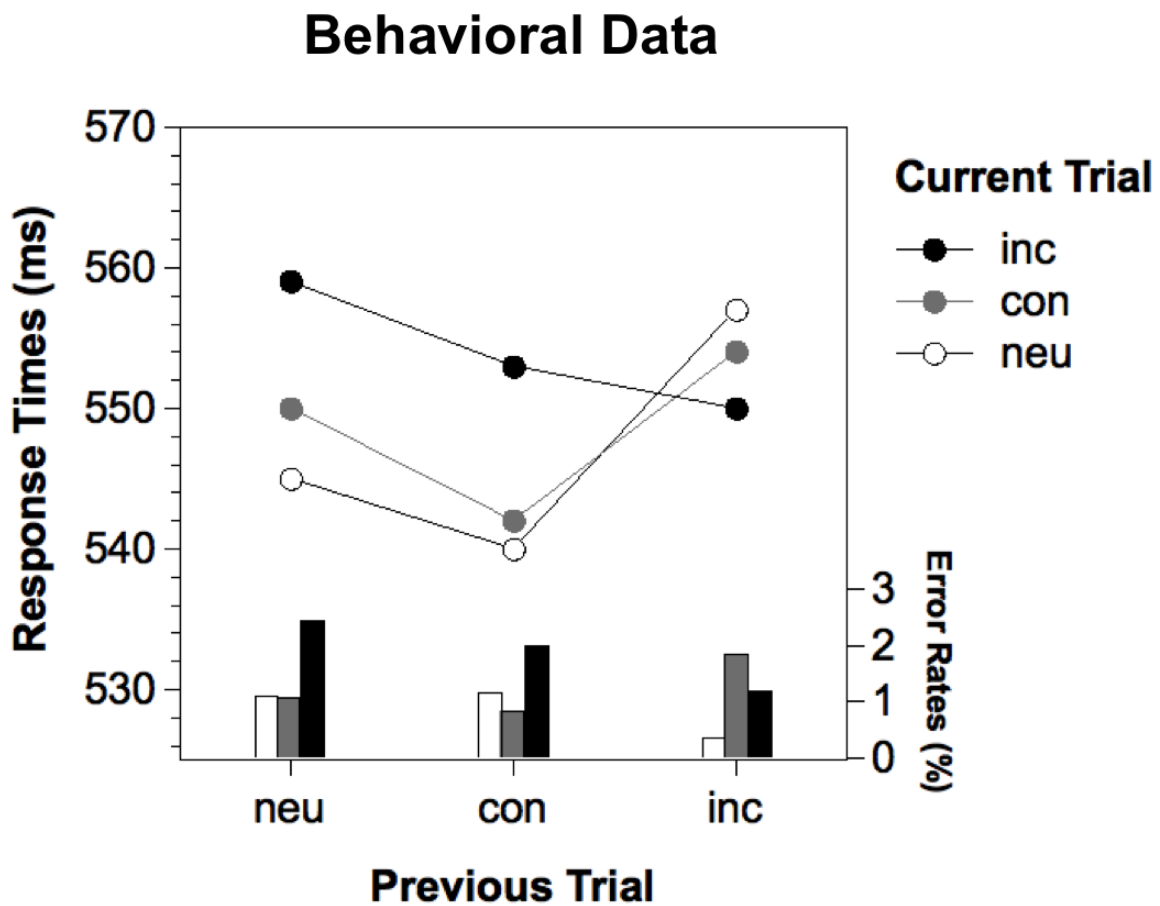 Behavioral Data
Response Times (ms)
570
560
550
540
530
Current Trial
inc
con
neu
3
2
1
0
Error Rates (%)
neu con inc
Previous Trial